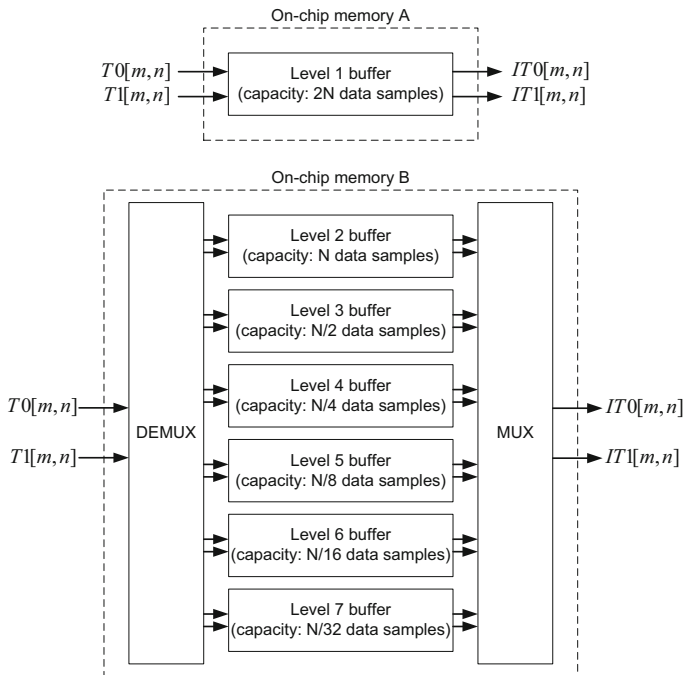 On-chip memory A
T0[m,n]
T1[m,n]
Level 1 buffer
(capacity: 2N data samples)
IT0[m,n]
IT1[m,n]
On-chip memory B
T0[m,n]
T1[m,n]
DEMUX
Level 2 buffer
(capacity: N data samples)
Level 3 buffer
(capacity: N/2 data samples)
Level 4 buffer
(capacity: N/4 data samples)
Level 5 buffer
(capacity: N/8 data samples)
Level 6 buffer
(capacity: N/16 data samples)
Level 7 buffer
(capacity: N/32 data samples)
MUX
IT0[m,n]
IT1[m,n]